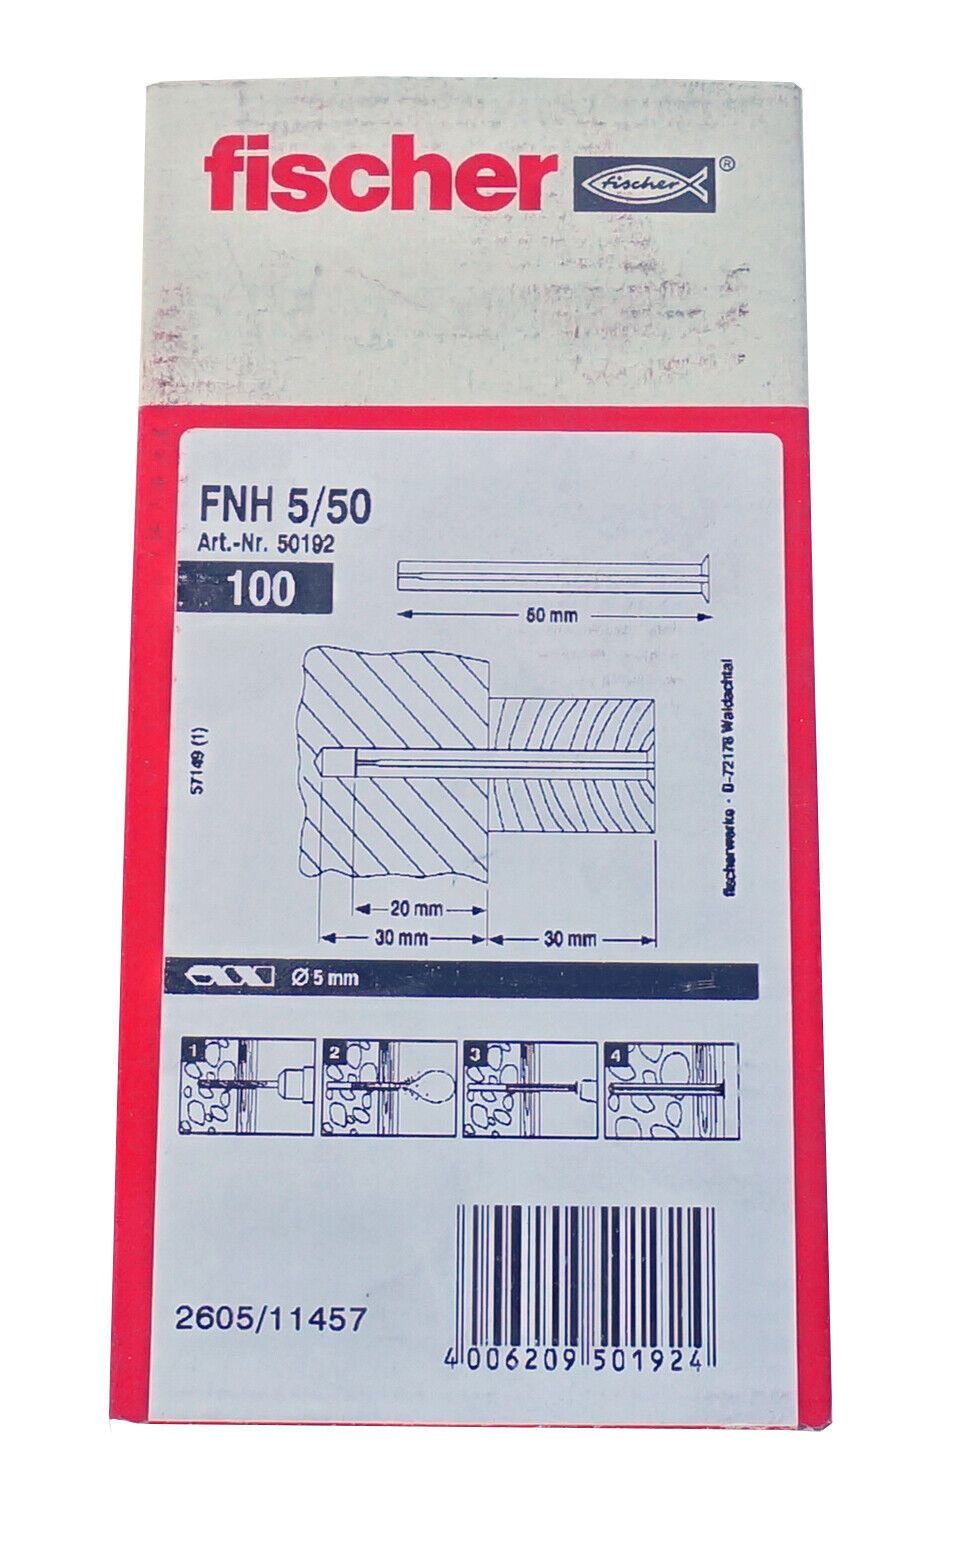 fischer
fischer ®
FNH 5/50
Art.-Nr. 50192
100
50 mm
57149 (1)
fischerwerke · D-72178 Waldachtal
20 mm
30 mm 30 mm
Ø 5 mm
1 2 3 4
2605/11457
4 006209 501924